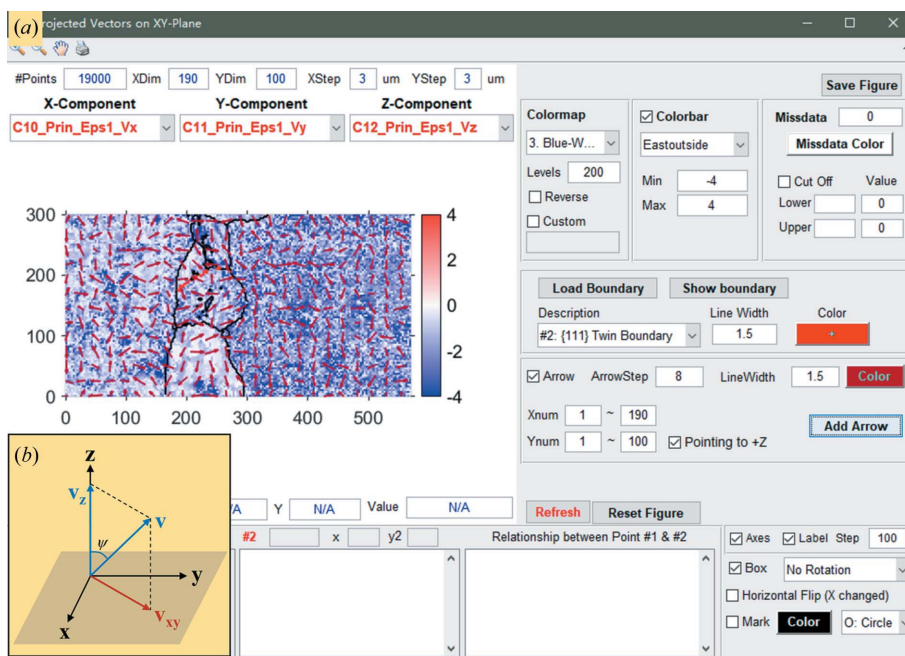 (a) rojected Vectors on XY-Plane
#Points 19000 XDim 190 YDim 100 XStep 3 um YStep 3 um
X-Component Y-Component Z-Component
C10_Prin_Eps1_Vx C11_Prin_Eps1_Vy C12_Prin_Eps1_Vz
300
200
100
0
0 100 200 300 400 500
4
2
0
-2
-4
Save Figure
Colormap
3. Blue-W...
Levels 200
Reverse
Custom
Colorbar
Eastoutside
Min -4
Max 4
Missdata 0
Missdata Color
Cut Off Value
Lower 0
Upper 0
Load Boundary Show boundary
Description Line Width Color
#2: {111} Twin Boundary 1.5
Arrow ArrowStep 8 LineWidth 1.5 Color
Xnum 1 ~ 190
Ynum 1 ~ 100 Pointing to +Z
Add Arrow
(b)
z
v_z
v
ψ
y
v_xy
x
/A Y N/A Value N/A
Refresh Reset Figure
#2 x y2 Relationship between Point #1 & #2
Axes Label Step 100
Box No Rotation
Horizontal Flip (X changed)
Mark Color O: Circle